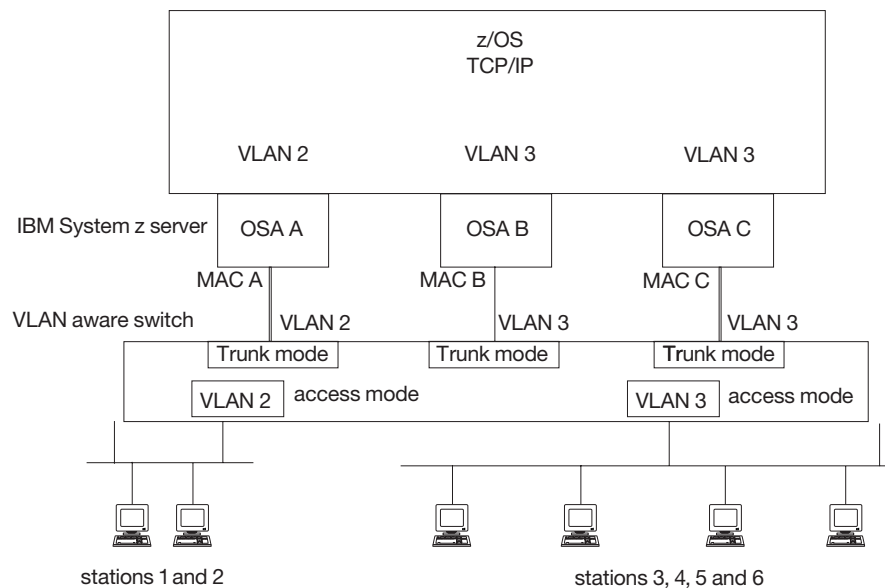 z/OS
TCP/IP
VLAN 2 VLAN 3 VLAN 3
IBM System z server OSA A OSA B OSA C
MAC A MAC B MAC C
VLAN aware switch VLAN 2 VLAN 3 VLAN 3
Trunk mode Trunk mode Trunk mode
VLAN 2 access mode VLAN 3 access mode
stations 1 and 2 stations 3, 4, 5 and 6